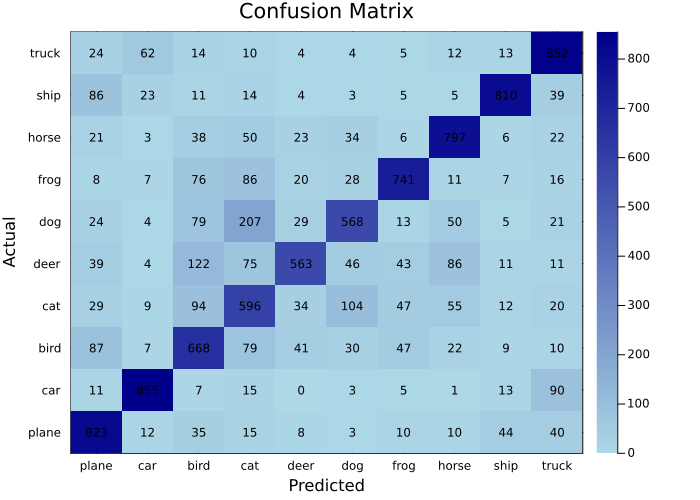 Confusion Matrix
truck 24 62 14 10 4 4 5 12 13 852
ship 86 23 11 14 4 3 5 5 810 39
horse 21 3 38 50 23 34 6 797 6 22
frog 8 7 76 86 20 28 741 11 7 16
dog 24 4 79 207 29 568 13 50 5 21
deer 39 4 122 75 563 46 43 86 11 11
cat 29 9 94 596 34 104 47 55 12 20
bird 87 7 668 79 41 30 47 22 9 10
car 11 855 7 15 0 3 5 1 13 90
plane 823 12 35 15 8 3 10 10 44 40
plane car bird cat deer dog frog horse ship truck
Predicted
Actual
800
700
600
500
400
300
200
100
0